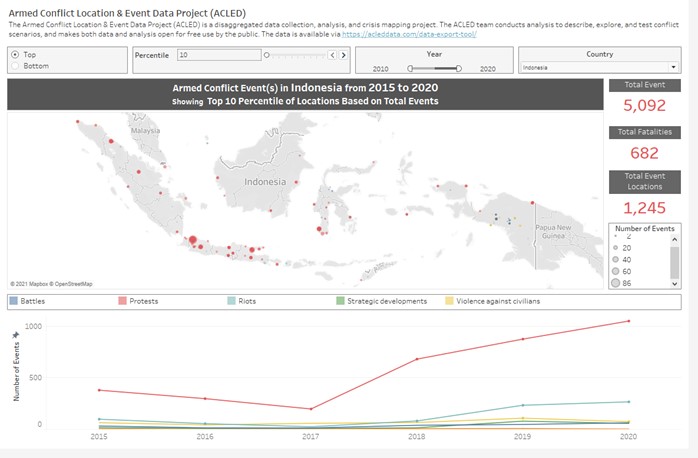 Armed Conflict Location & Event Data Project (ACLED)
The Armed Conflict Location & Event Data Project (ACLED) is a disaggregated data collection, analysis, and crisis mapping project. The ACLED team conducts analysis to describe, explore, and test conflict
scenarios, and makes both data and analysis open for free use by the public. The data is available via https://acleddata.com/data-export-tool/
Top
Bottom
Percentile
10
Year
2010
2020
Country
Indonesia
Armed Conflict Event(s) in Indonesia from 2015 to 2020
Showing Top 10 Percentile of Locations Based on Total Events
Total Event
5,092
Total Fatalities
682
Total Event
Locations
1,245
Number of Events
2
20
40
60
86
Malaysia
Indonesia
Papua New
Guinea
© 2021 Mapbox © OpenStreetMap
Battles
Protests
Riots
Strategic developments
Violence against civilians
Number of Events
1000
500
0
2015
2016
2017
2018
2019
2020